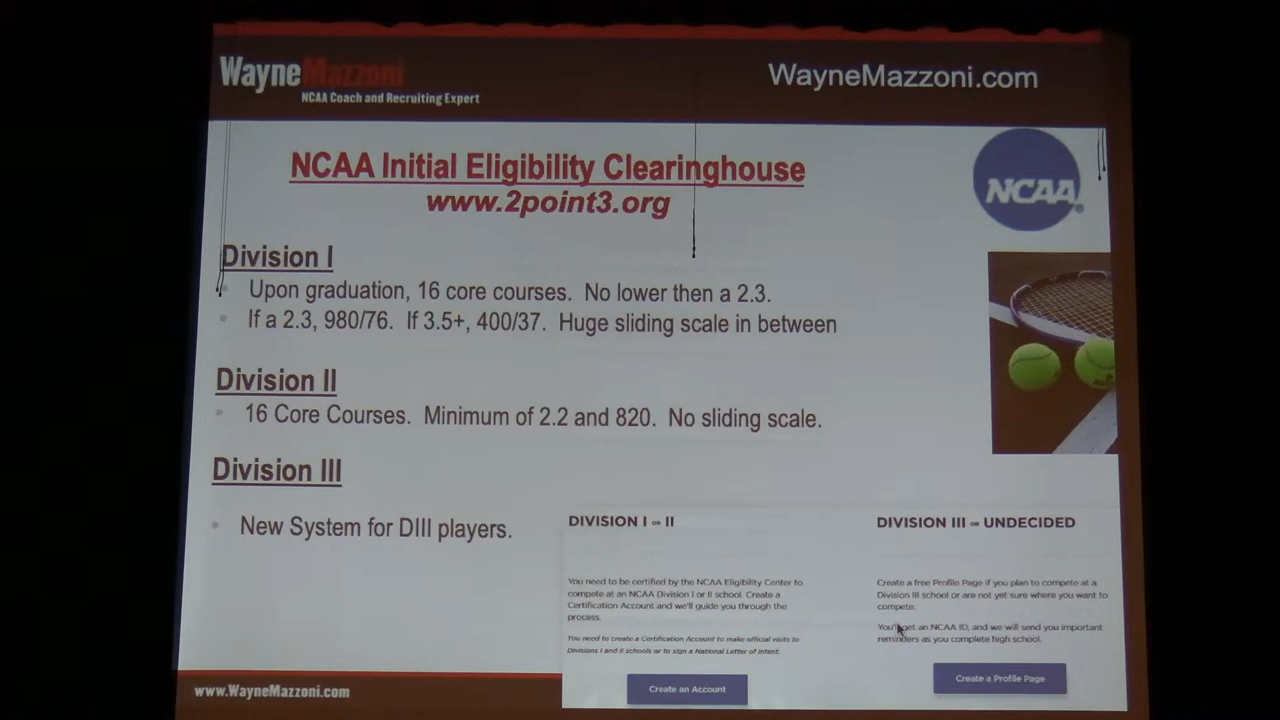 WayneMazzoni
NCAA Coach and Recruiting Expert
WayneMazzoni.com
NCAA Initial Eligibility Clearinghouse
www.2point3.org
NCAA
Division I
Upon graduation, 16 core courses. No lower then a 2.3.
If a 2.3, 980/76. If 3.5+, 400/37. Huge sliding scale in between
Division II
16 Core Courses. Minimum of 2.2 and 820. No sliding scale.
Division III
New System for DIII players.
DIVISION I OR II
You need to be certified by the NCAA Eligibility Center to
compete at an NCAA Division I or II school. Create a
Certification Account and we'll guide you through the
process.
You need to create a Certification Account to make official visits to
Divisions I and II schools or to sign a National Letter of Intent.
Create an Account
DIVISION III OR UNDECIDED
Create a free Profile Page if you plan to compete at a
Division III school or are not yet sure where you want to
compete.
You'll get an NCAA ID, and we will send you important
reminders as you complete high school.
Create a Profile Page
www.WayneMazzoni.com